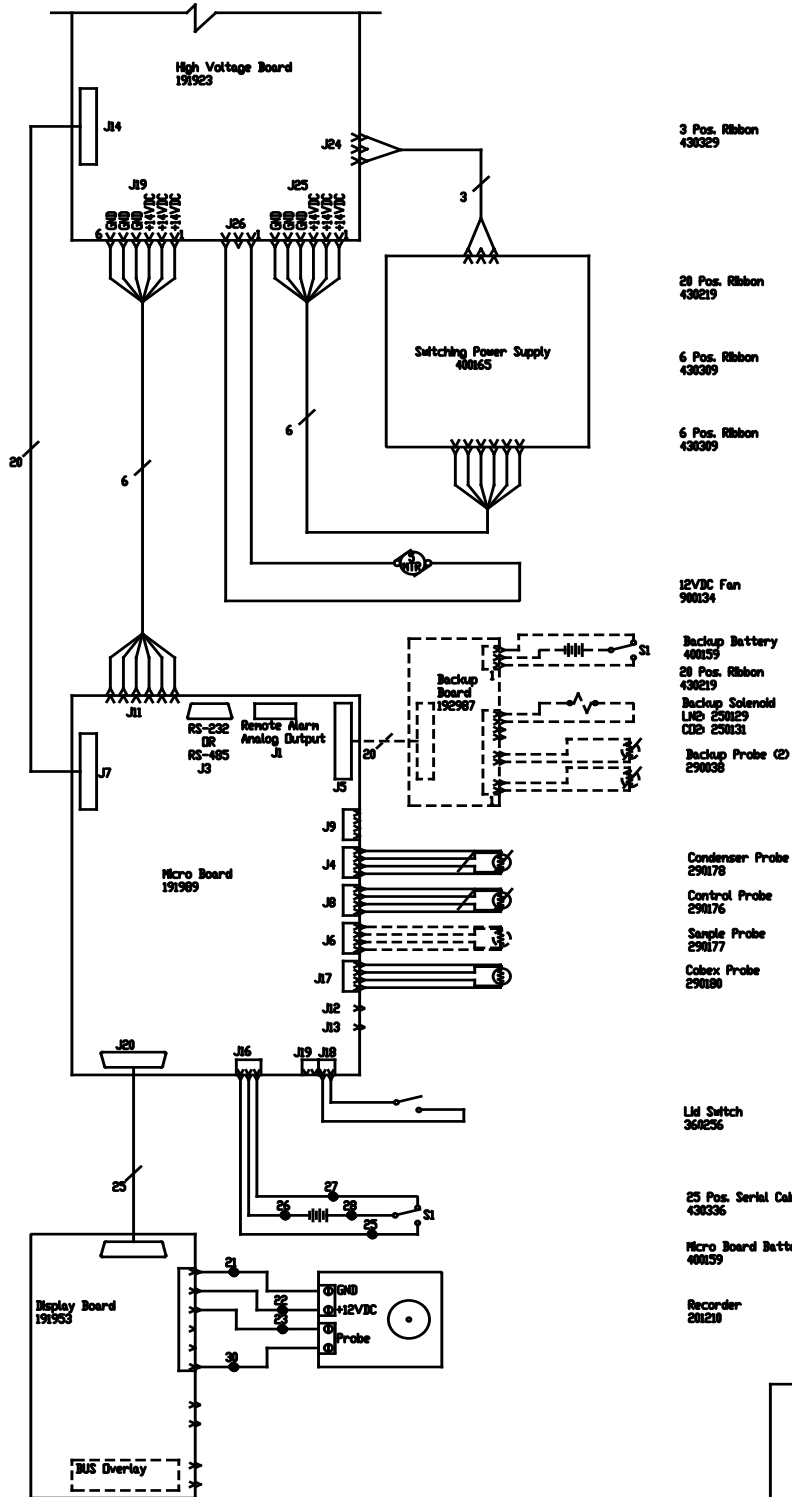 High Voltage Board
191923
J14
J24
3 Pos. Ribbon
430329
J19
J25
3
6 GND GND GND +14VDC +14VDC +14VDC 1
J26
1
GND GND GND +14VDC +14VDC +14VDC 1
20 Pos. Ribbon
430219
Switching Power Supply
400165
6 Pos. Ribbon
430309
6
6 Pos. Ribbon
430309
20
6
MTR
12VDC Fan
900134
Backup Battery
400159
S1
1
Backup
Board
192987
20 Pos. Ribbon
430219
Backup Solenoid
LN2: 250129
CO2: 250131
J11
RS-232
OR
RS-485
J3
Remote Alarm
Analog Output
J1
20
Backup Probe (2)
290038
J7
J5
1
J9
J4
Condenser Probe
290178
Micro Board
191989
J8
Control Probe
290176
J6
Sample Probe
290177
J17
Cobex Probe
290180
J12
J13
J20
J16
J19 J18
Lid Switch
360256
25
27
26
28
S1
25
25 Pos. Serial Cab
430336
Micro Board Batte
400159
21
GND
Display Board
191953
22
+12VDC
23
Probe
30
Recorder
201210
BUS Overlay